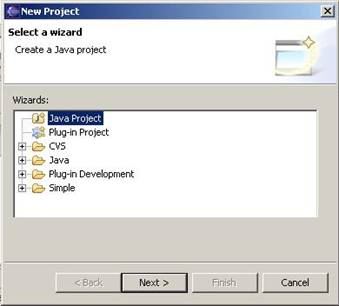 New Project
Select a wizard
Create a Java project
Wizards:
Java Project
Plug-in Project
CVS
Java
Plug-in Development
Simple
< Back Next > Finish Cancel